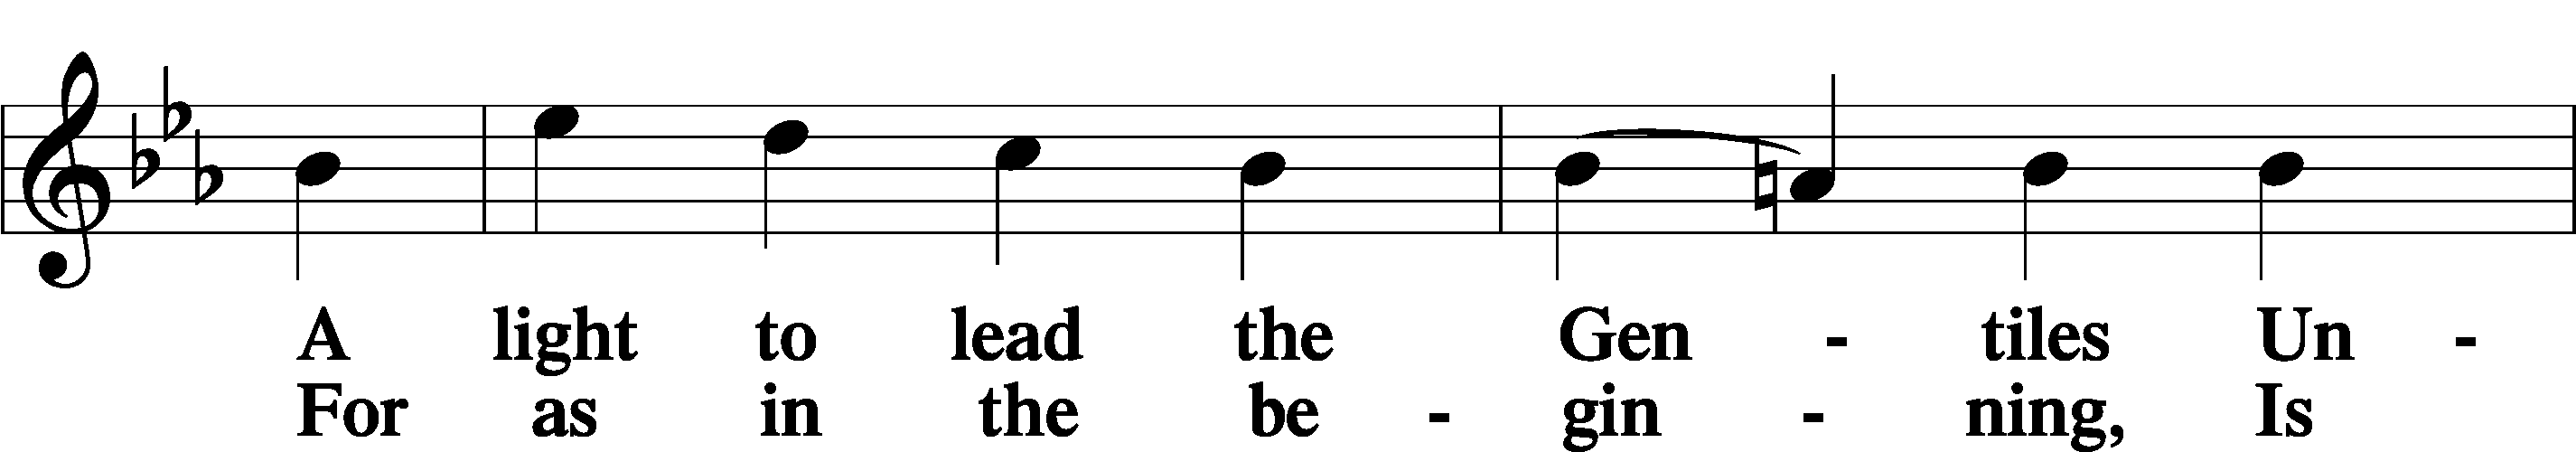 A light to lead the Gen - tiles Un -
For as in the be - gin - ning, Is